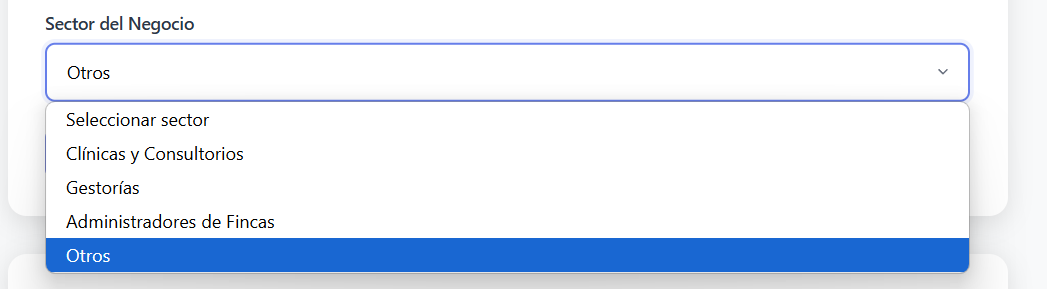 Sector del Negocio
Otros
Seleccionar sector
Clínicas y Consultorios
Gestorías
Administradores de Fincas
Otros